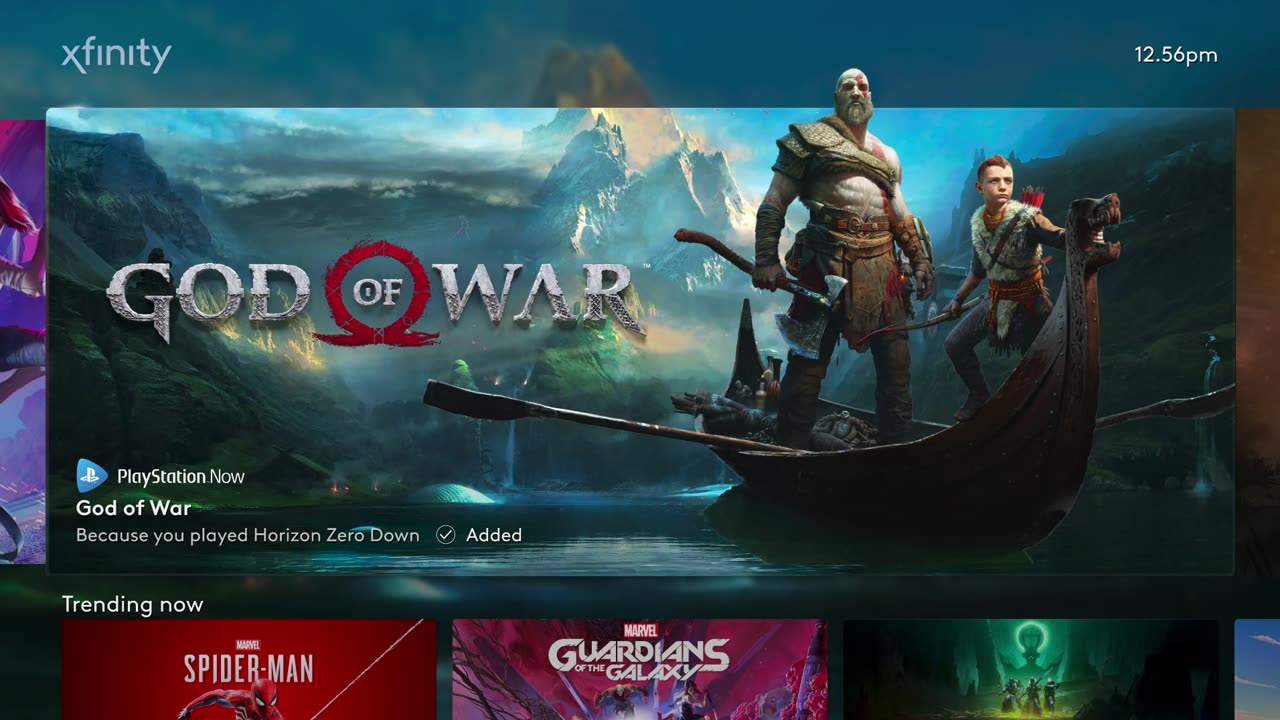 xfinity
12.56pm
GOD OF WAR™
PlayStation Now
God of War
Because you played Horizon Zero Down
Added
Trending now
MARVEL
SPIDER-MAN
MARVEL
GUARDIANS
OF THE
GALAXY